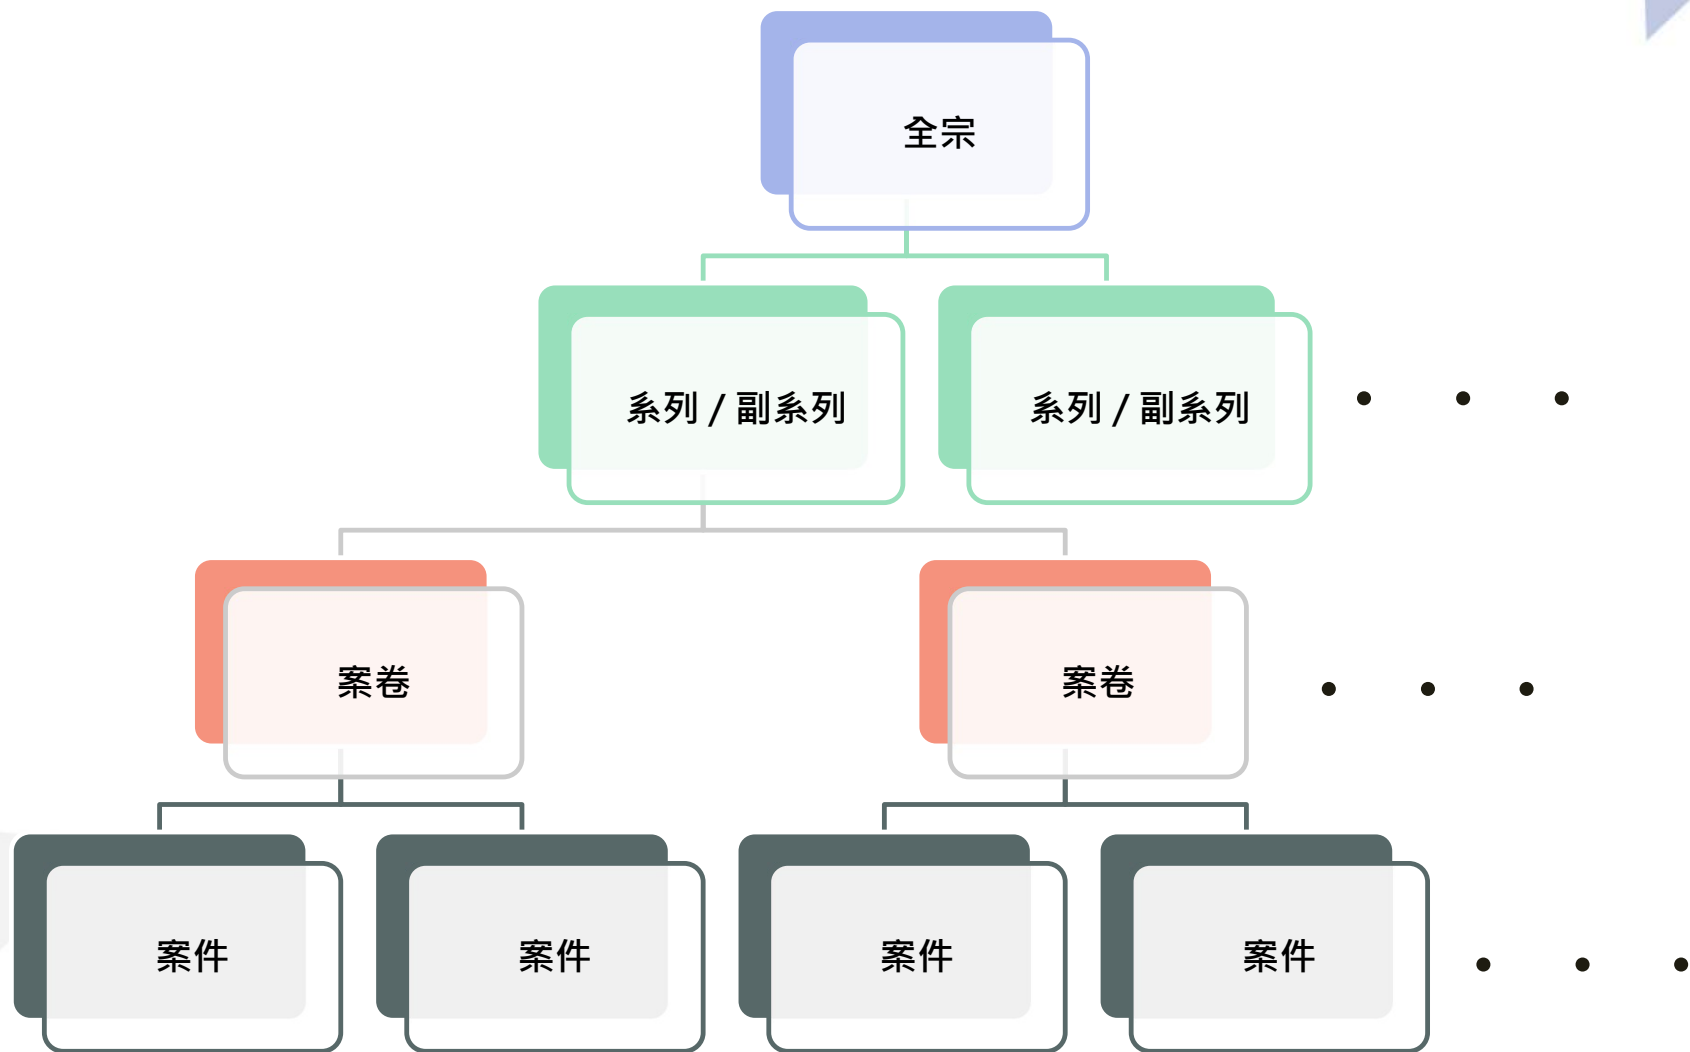 全宗
系列 / 副系列
系列 / 副系列
案卷
案卷
案件
案件
案件
案件